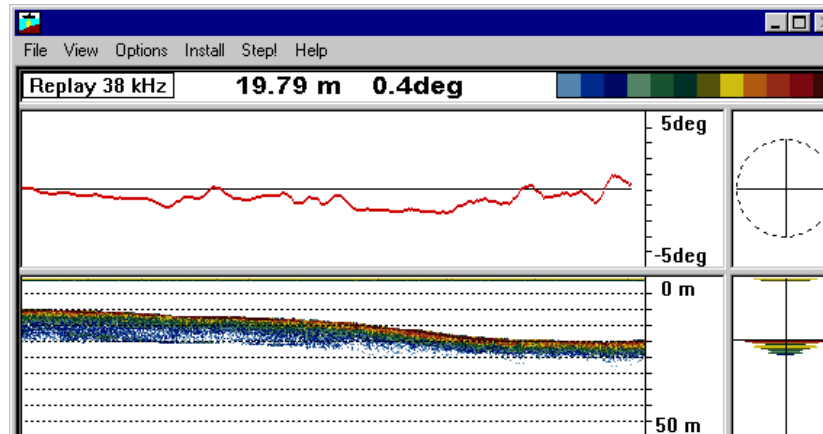 File View Options Install Step! Help
Replay 38 kHz 19.79 m 0.4deg
5deg
-5deg
0 m
50 m